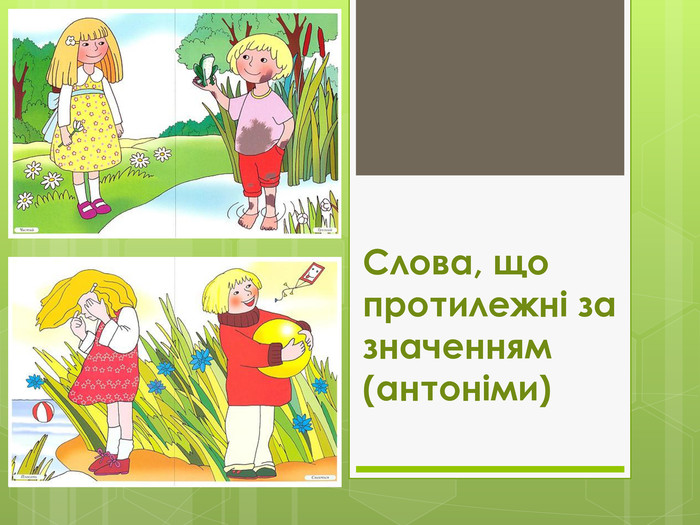 Слова, що
протилежні за
значенням
(антоніми)